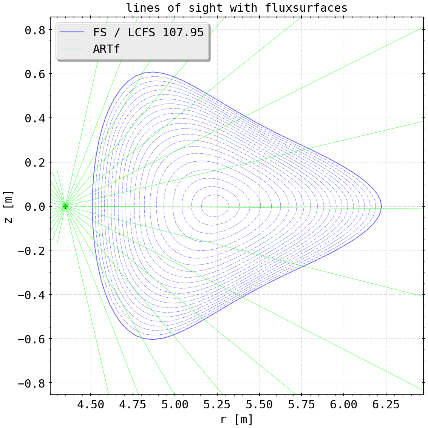 lines of sight with fluxsurfaces
FS / LCFS 107.95
ARTf
0.8
0.6
0.4
0.2
0.0
−0.2
−0.4
−0.6
−0.8
z [m]
4.50 4.75 5.00 5.25 5.50 5.75 6.00 6.25
r [m]